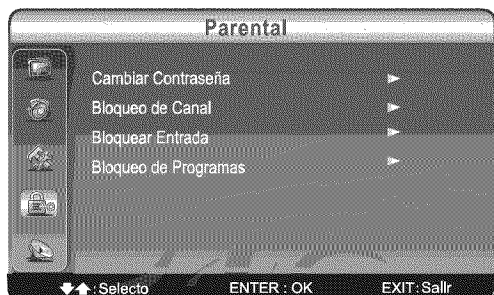 Parental
Cambiar Contraseña
Bloqueo de Canal
Bloquear Entrada
Bloqueo de Programas
:Selecto ENTER : OK EXIT: Sallr